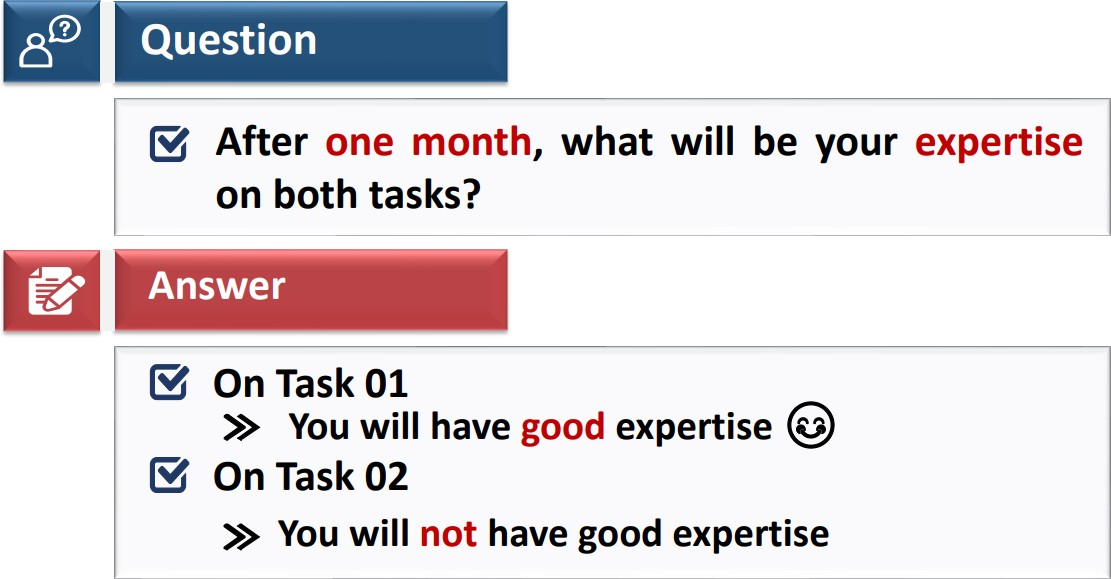 Question
After one month, what will be your expertise
on both tasks?
Answer
On Task 01
You will have good expertise
On Task 02
You will not have good expertise